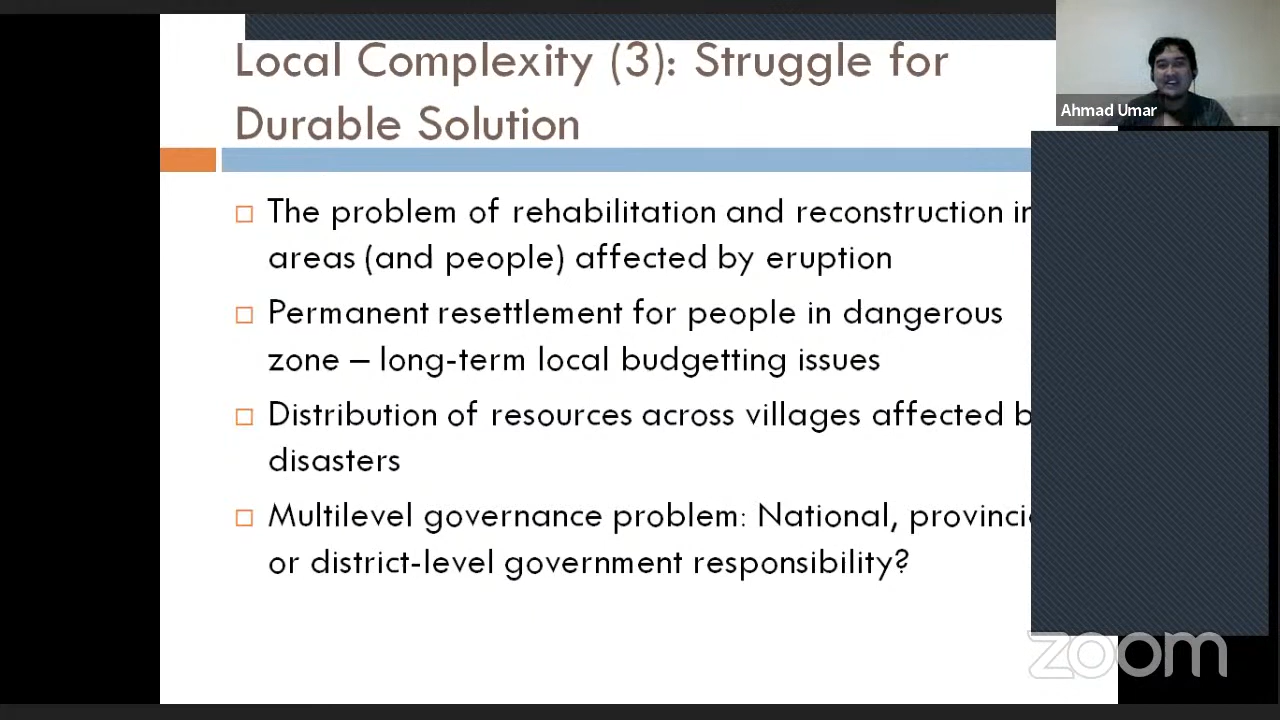 Local Complexity (3): Struggle for
Durable Solution
Ahmad Umar
The problem of rehabilitation and reconstruction in
areas (and people) affected by eruption
Permanent resettlement for people in dangerous
zone – long-term local budgetting issues
Distribution of resources across villages affected b
disasters
Multilevel governance problem: National, provinci
or district-level government responsibility?
zoom